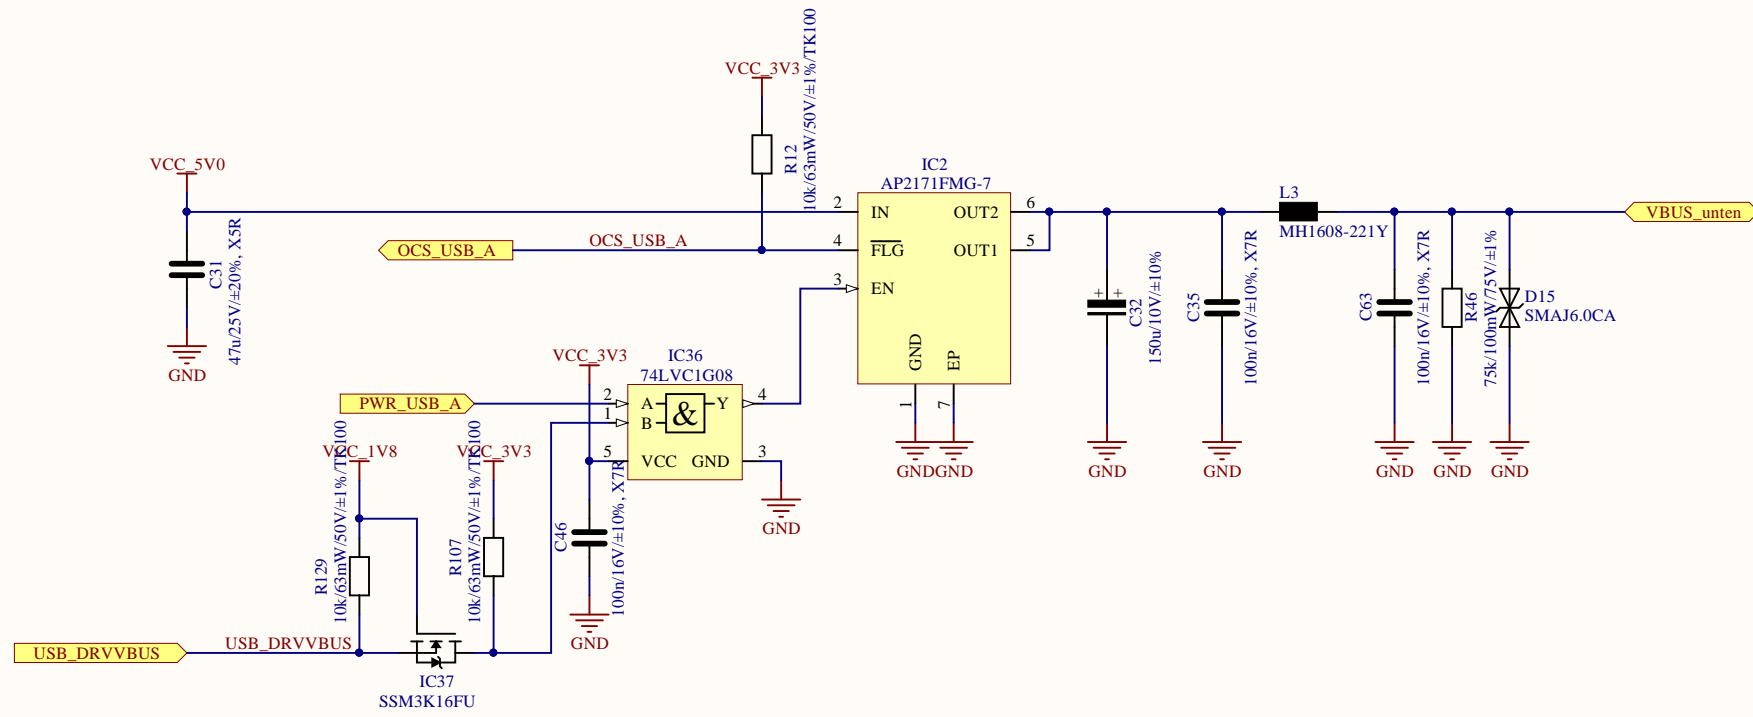 VCC_3V3
R12
10k/63mW/50V/±1%/TK100
VCC_5V0
C31
47u/25V/±20%, X5R
GND
OCS_USB_A
OCS_USB_A
IC2
AP2171FMG-7
2
IN
4
FLG
3
EN
OUT2
6
OUT1
5
GND
EP
1
7
GND
GND
C32
150u/10V/±10%
GND
C35
100n/16V/±10%, X7R
GND
L3
MH1608-221Y
VBUS_unten
C63
100n/16V/±10%, X7R
GND
R46
75k/100mW/75V/±1%
GND
D15
SMAJ6.0CA
GND
VCC_3V3
IC36
74LVC1G08
PWR_USB_A
2
A
1
B
&
Y
4
5
VCC
GND
3
GND
C46
100n/16V/±10%, X7R
GND
VCC_1V8
R129
10k/63mW/50V/±1%/TK100
VCC_3V3
R107
10k/63mW/50V/±1%/TK100
USB_DRVVBUS
USB_DRVVBUS
IC37
SSM3K16FU